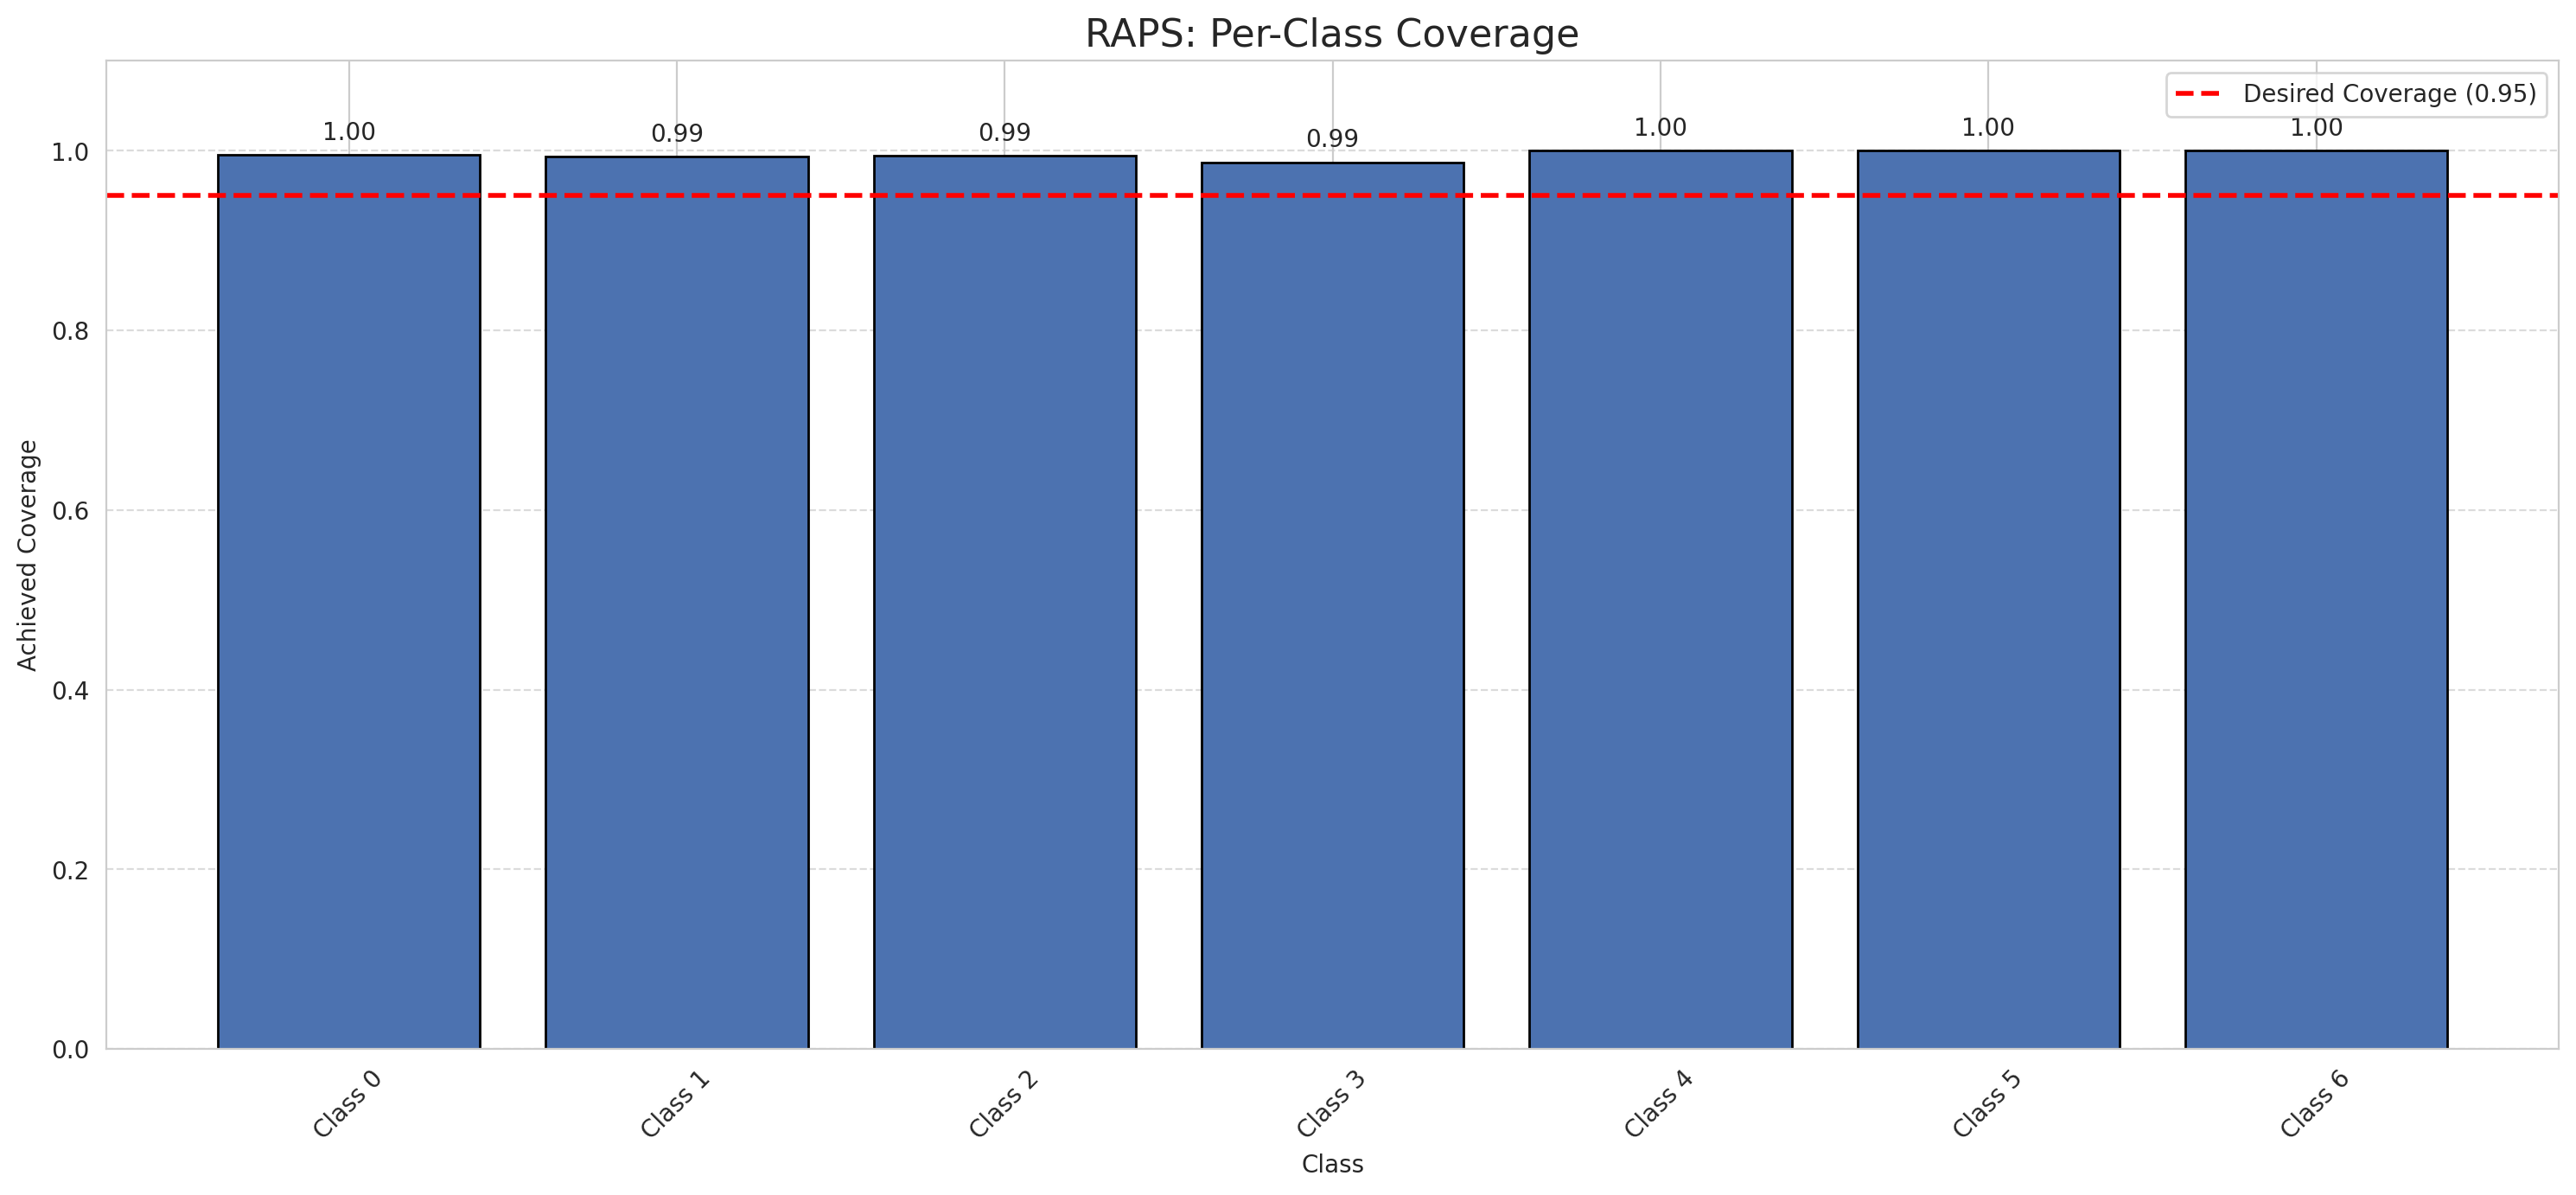 RAPS: Per-Class Coverage
Desired Coverage (0.95)
1.00
0.99
0.99
0.99
1.00
1.00
1.00
1.0
0.8
0.6
0.4
0.2
0.0
Achieved Coverage
Class 0
Class 1
Class 2
Class 3
Class 4
Class 5
Class 6
Class